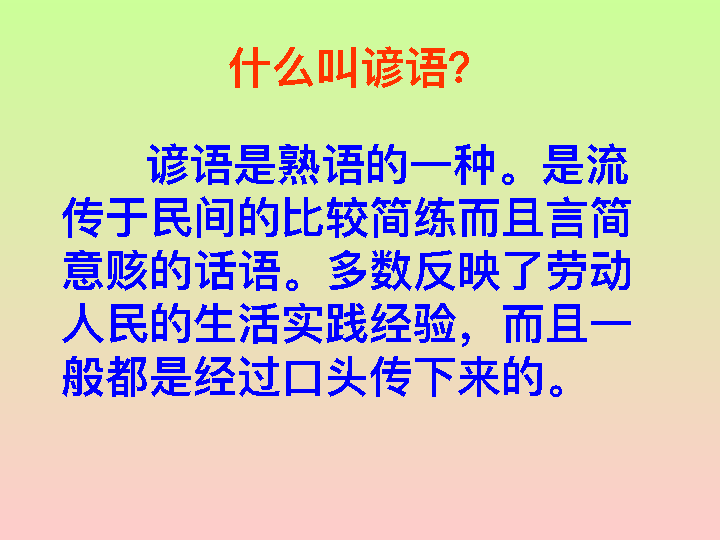 什么叫谚语?
谚语是熟语的一种。是流
传于民间的比较简练而且言简
意赅的话语。多数反映了劳动
人民的生活实践经验，而且一
般都是经过口头传下来的。